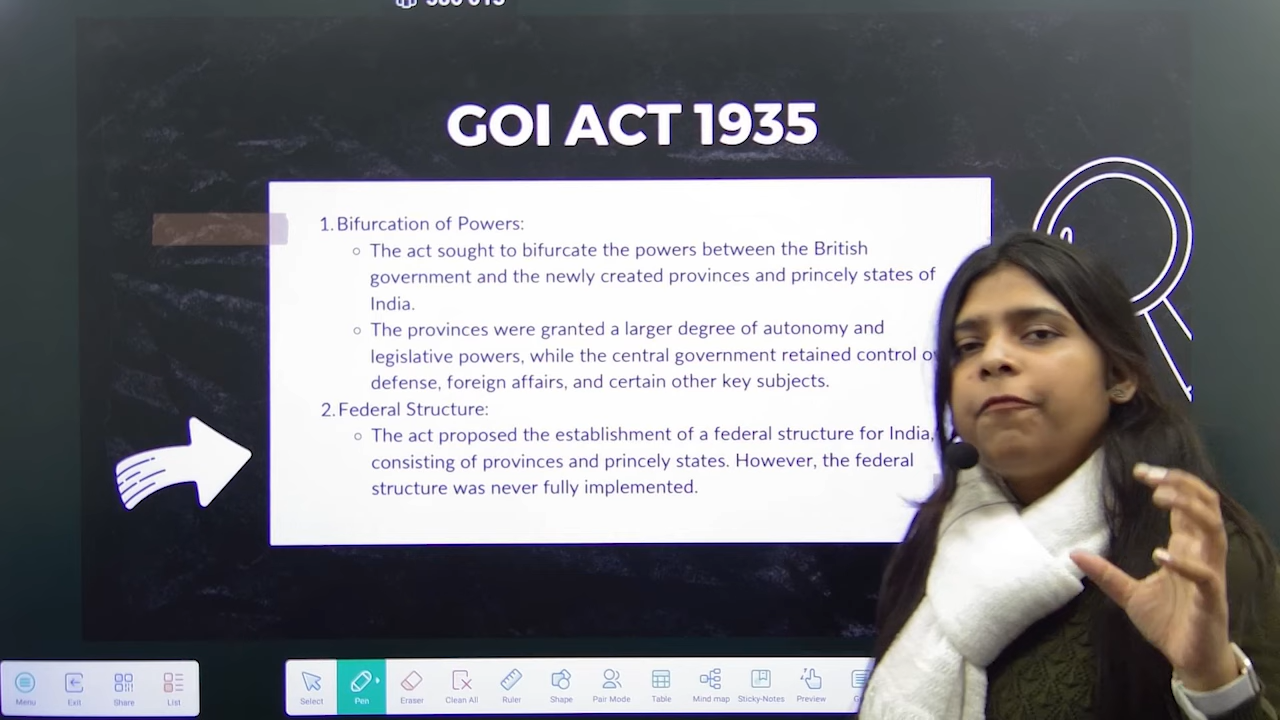 GOI ACT 1935
1. Bifurcation of Powers:
The act sought to bifurcate the powers between the British
government and the newly created provinces and princely states of
India.
The provinces were granted a larger degree of autonomy and
legislative powers, while the central government retained control
defense, foreign affairs, and certain other key subjects.
2. Federal Structure:
The act proposed the establishment of a federal structure for India,
consisting of provinces and princely states. However, the federal
structure was never fully implemented.
Menu Exit Share List Select Pen Eraser Clean All Ruler Shape Pair Mode Table Mind map Sticky-Notes Preview